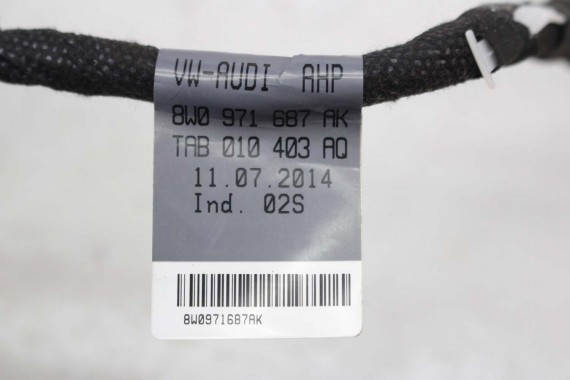 VW-AUDI AHP
8W0 971 687 AK
TAB 010 403 AQ
11.07.2014
Ind. 02S
8W0971687AK